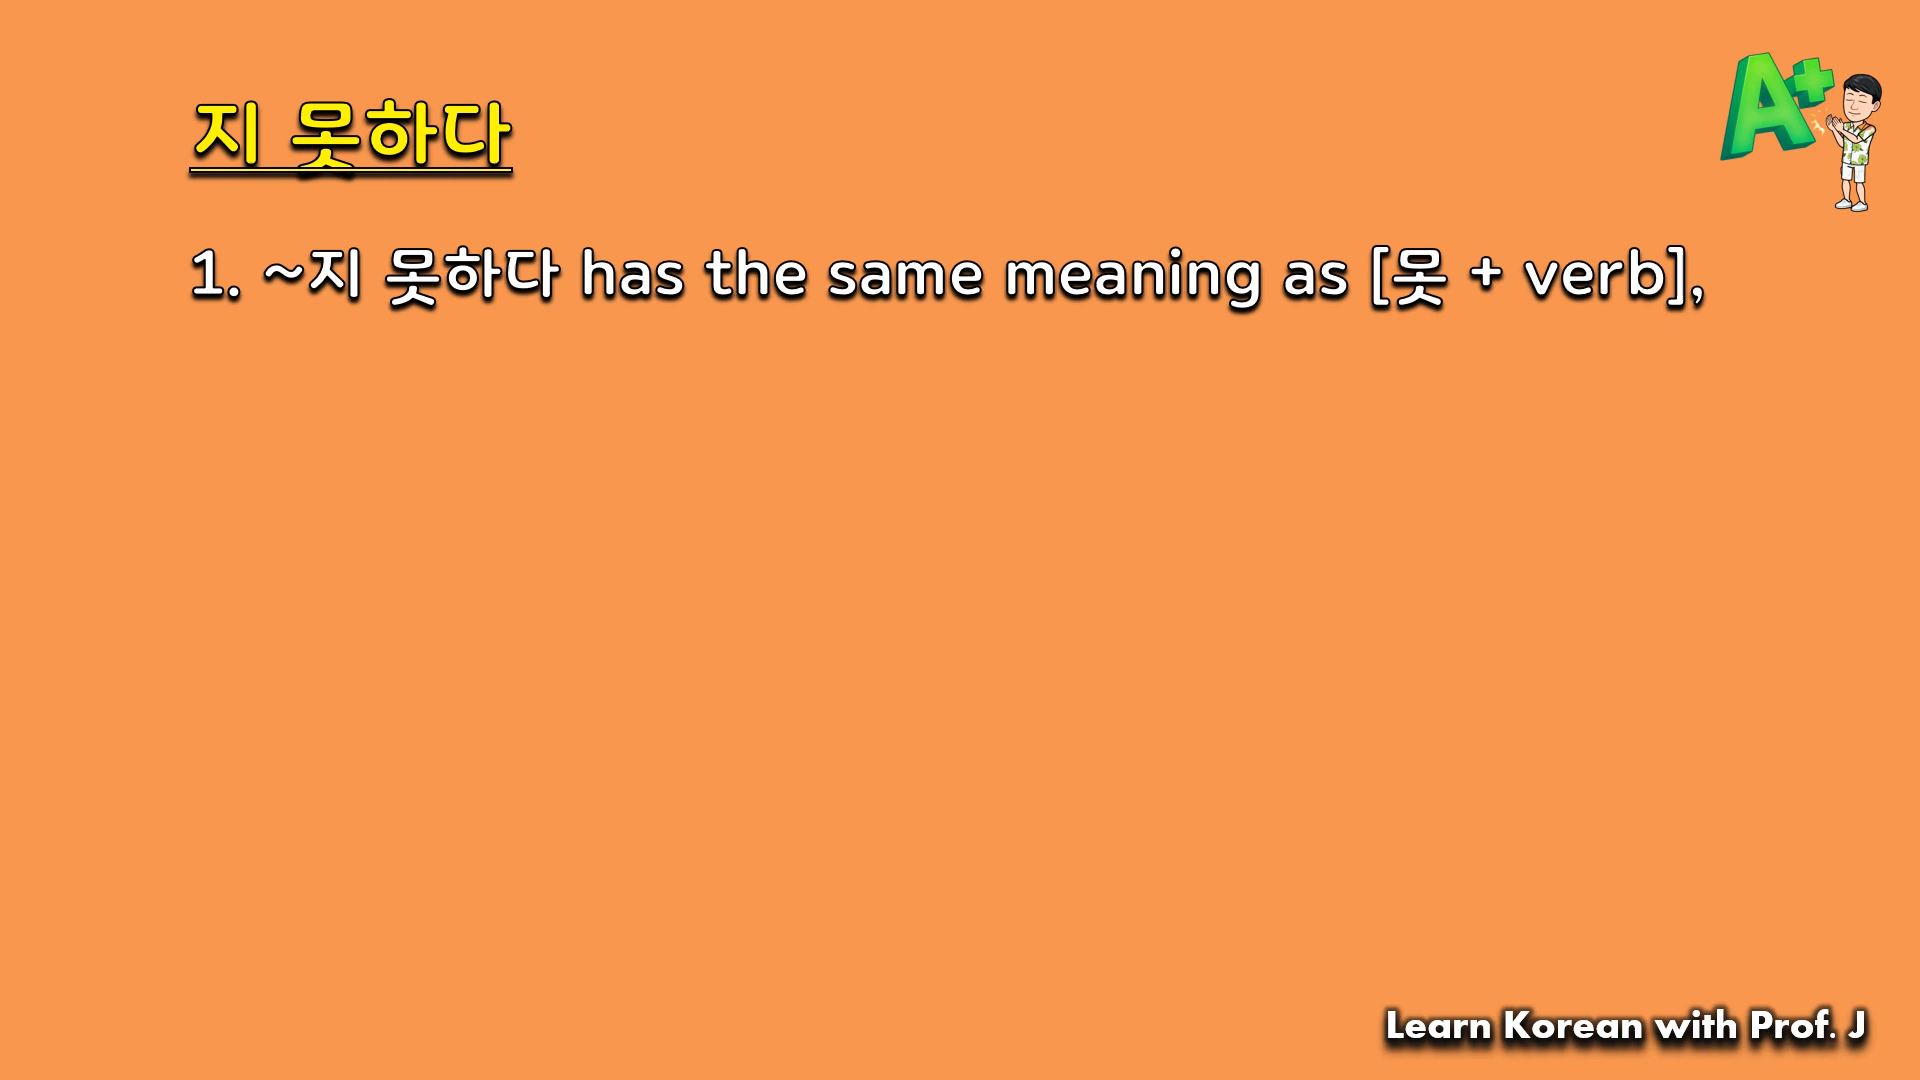 지 못하다
A+
1. ~지 못하다 has the same meaning as [못 + verb],
Learn Korean with Prof. J